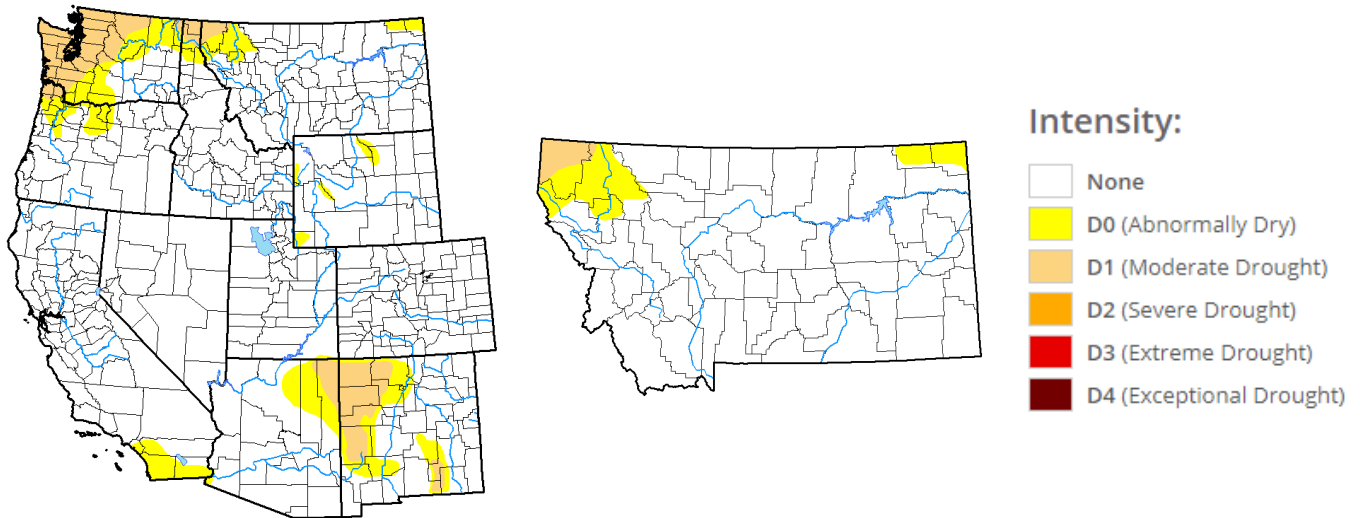 Intensity:
None
D0 (Abnormally Dry)
D1 (Moderate Drought)
D2 (Severe Drought)
D3 (Extreme Drought)
D4 (Exceptional Drought)